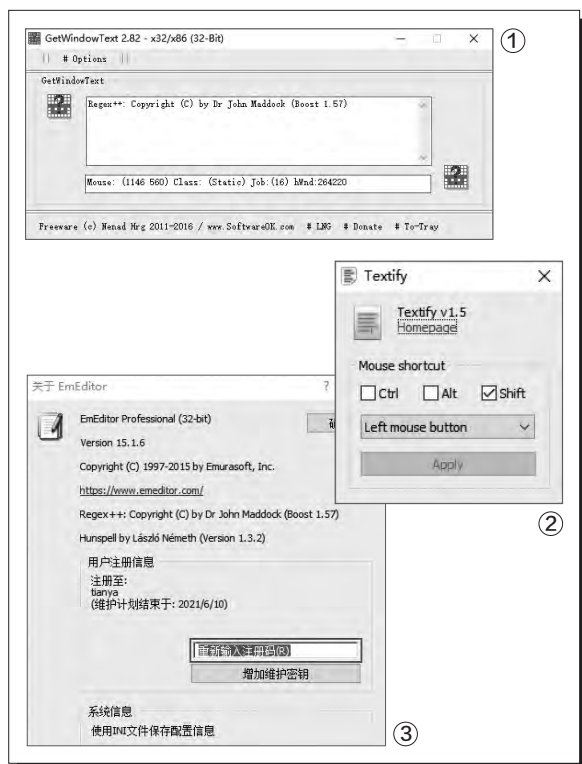 GetWindowText 2.82 - x32/x86 (32-Bit)
①
|| # Options ||
GetWindowText
Regex++: Copyright (C) by Dr John Maddock (Boost 1.57)
Mouse: (1146 560) Class: (Static) Job:(16) hWnd:264220
Freeware (c) Nenad Hrg 2011-2016 / www.SoftwareOK.com # LNG # Donate # To-Tray
Textify
Textify v1.5
Homepage
Mouse shortcut
Ctrl Alt Shift
Left mouse button
Apply
②
关于 EmEditor ?
EmEditor Professional (32-bit)
Version 15.1.6
Copyright (C) 1997-2015 by Emurasoft, Inc.
https://www.emeditor.com/
Regex++: Copyright (C) by Dr John Maddock (Boost 1.57)
Hunspell by László Németh (Version 1.3.2)
用户注册信息
注册至:
tianya
(维护计划结束于: 2021/6/10)
重新输入注册码(R)
增加维护密钥
系统信息
使用INI文件保存配置信息
③